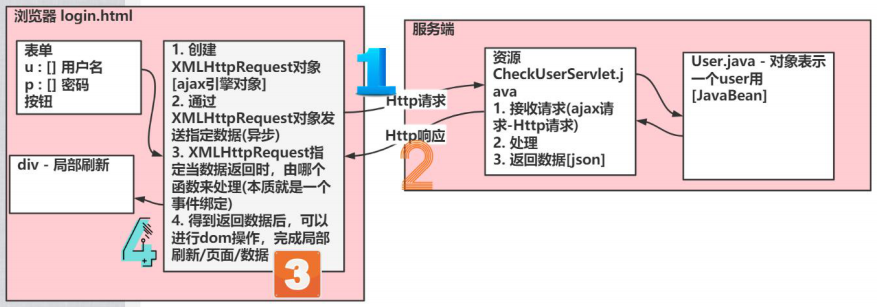 浏览器 login.html
表单
u : [] 用户名
p : [] 密码
按钮
div - 局部刷新
1. 创建
XMLHttpRequest对象
[ajax引擎对象]
2. 通过
XMLHttpRequest对象发
送指定数据(异步)
3. XMLHttpRequest指
定当数据返回时，由哪个
函数来处理(本质就是一个
事件绑定)
4. 得到返回数据后，可以
进行dom操作，完成局部
刷新/页面/数据
1
Http请求
Http响应
2
3
4
服务端
资源
CheckUserServlet.j
ava
1. 接收请求(ajax请
求-Http请求)
2. 处理
3. 返回数据[json]
User.java - 对象表示
一个user用
[JavaBean]